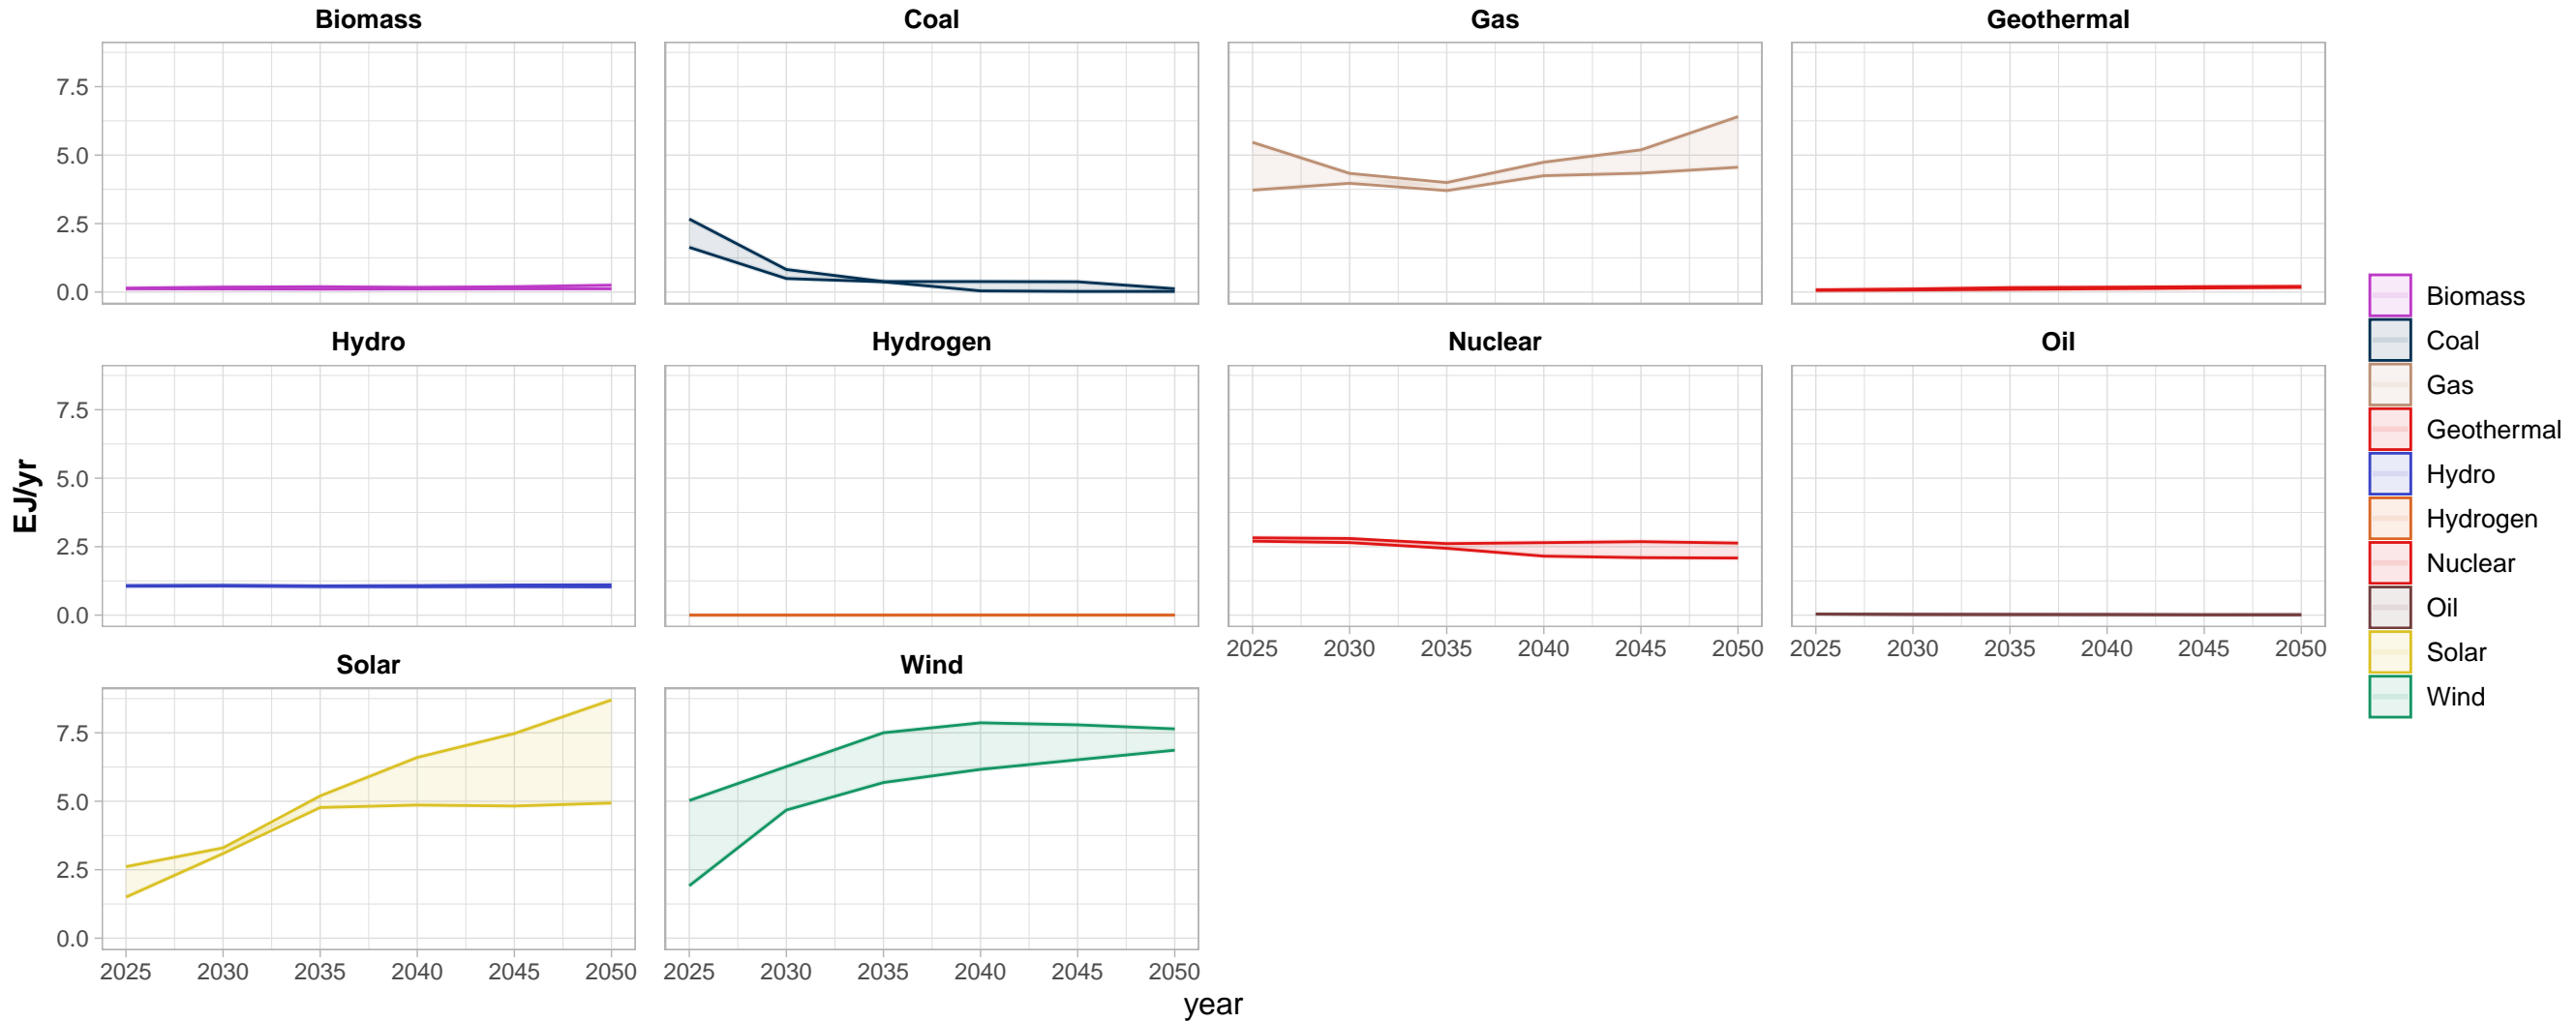 Biomass Coal Gas Geothermal
7.5
5.0
2.5
0.0
Hydro Hydrogen Nuclear Oil
7.5
5.0
2.5
0.0
2025 2030 2035 2040 2045 2050 2025 2030 2035 2040 2045 2050
Solar Wind
7.5
5.0
2.5
0.0
2025 2030 2035 2040 2045 2050 2025 2030 2035 2040 2045 2050
year
EJ/yr
Biomass
Coal
Gas
Geothermal
Hydro
Hydrogen
Nuclear
Oil
Solar
Wind